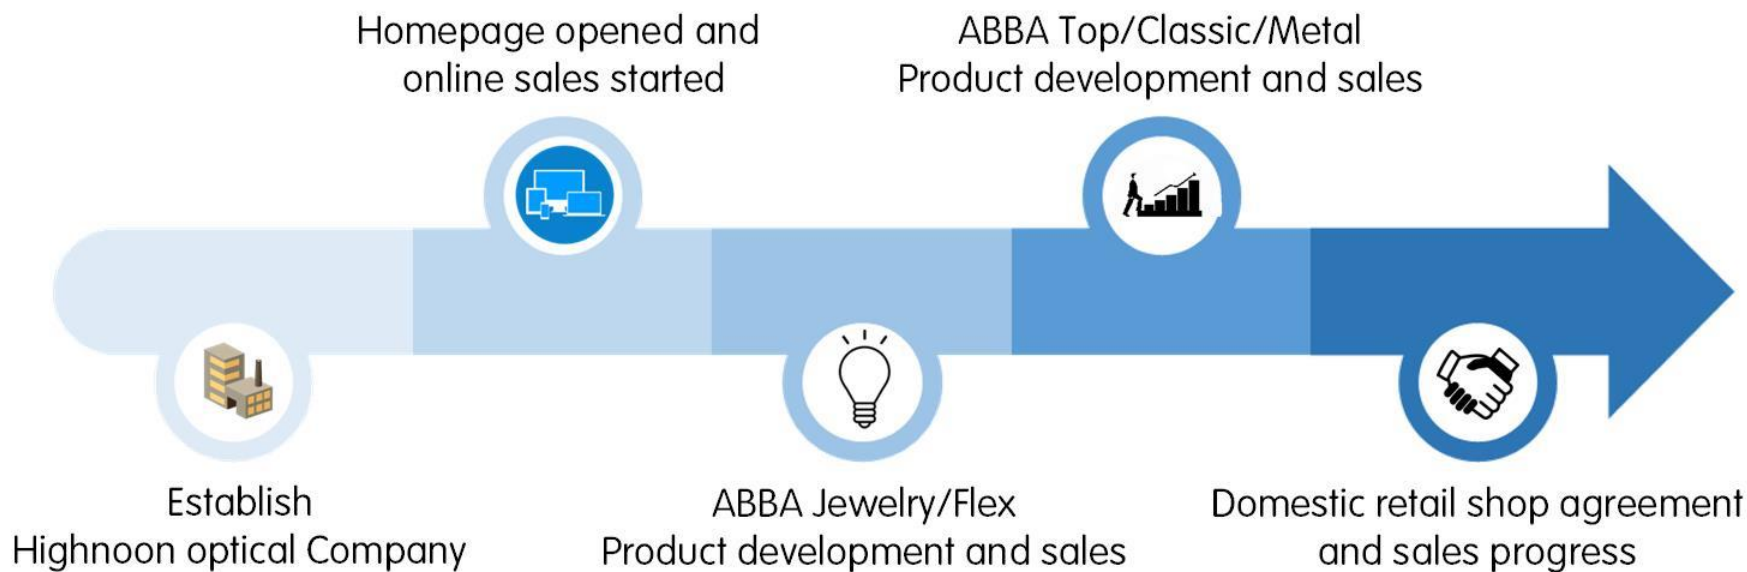 Homepage opened and
online sales started
ABBA Top/Classic/Metal
Product development and sales
Establish
Highnoon optical Company
ABBA Jewelry/Flex
Product development and sales
Domestic retail shop agreement
and sales progress